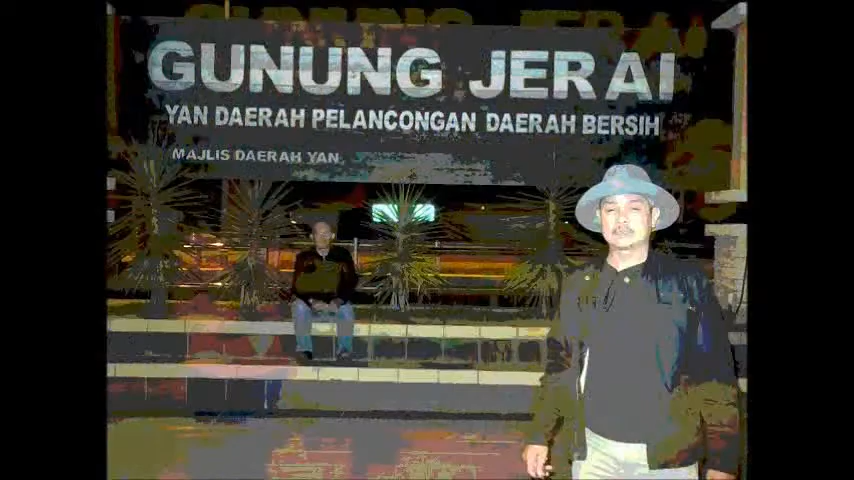 GUNUNG JERAI
YAN DAERAH PELANCONGAN DAERAH BERSIH
MAJLIS DAERAH YAN